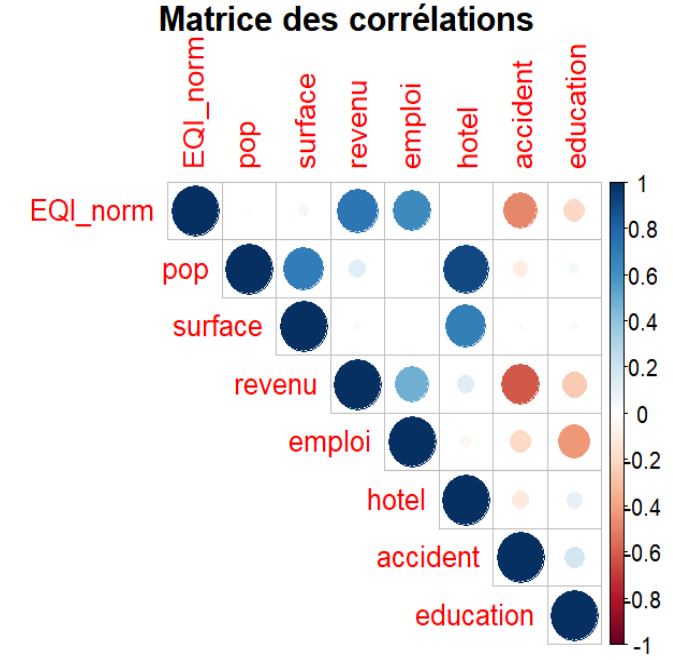 Matrice des corrélations
EQI_norm
pop
surface
revenu
emploi
hotel
accident
education
EQI_norm
pop
surface
revenu
emploi
hotel
accident
education
1
0.8
0.6
0.4
0.2
0
-0.2
-0.4
-0.6
-0.8
-1